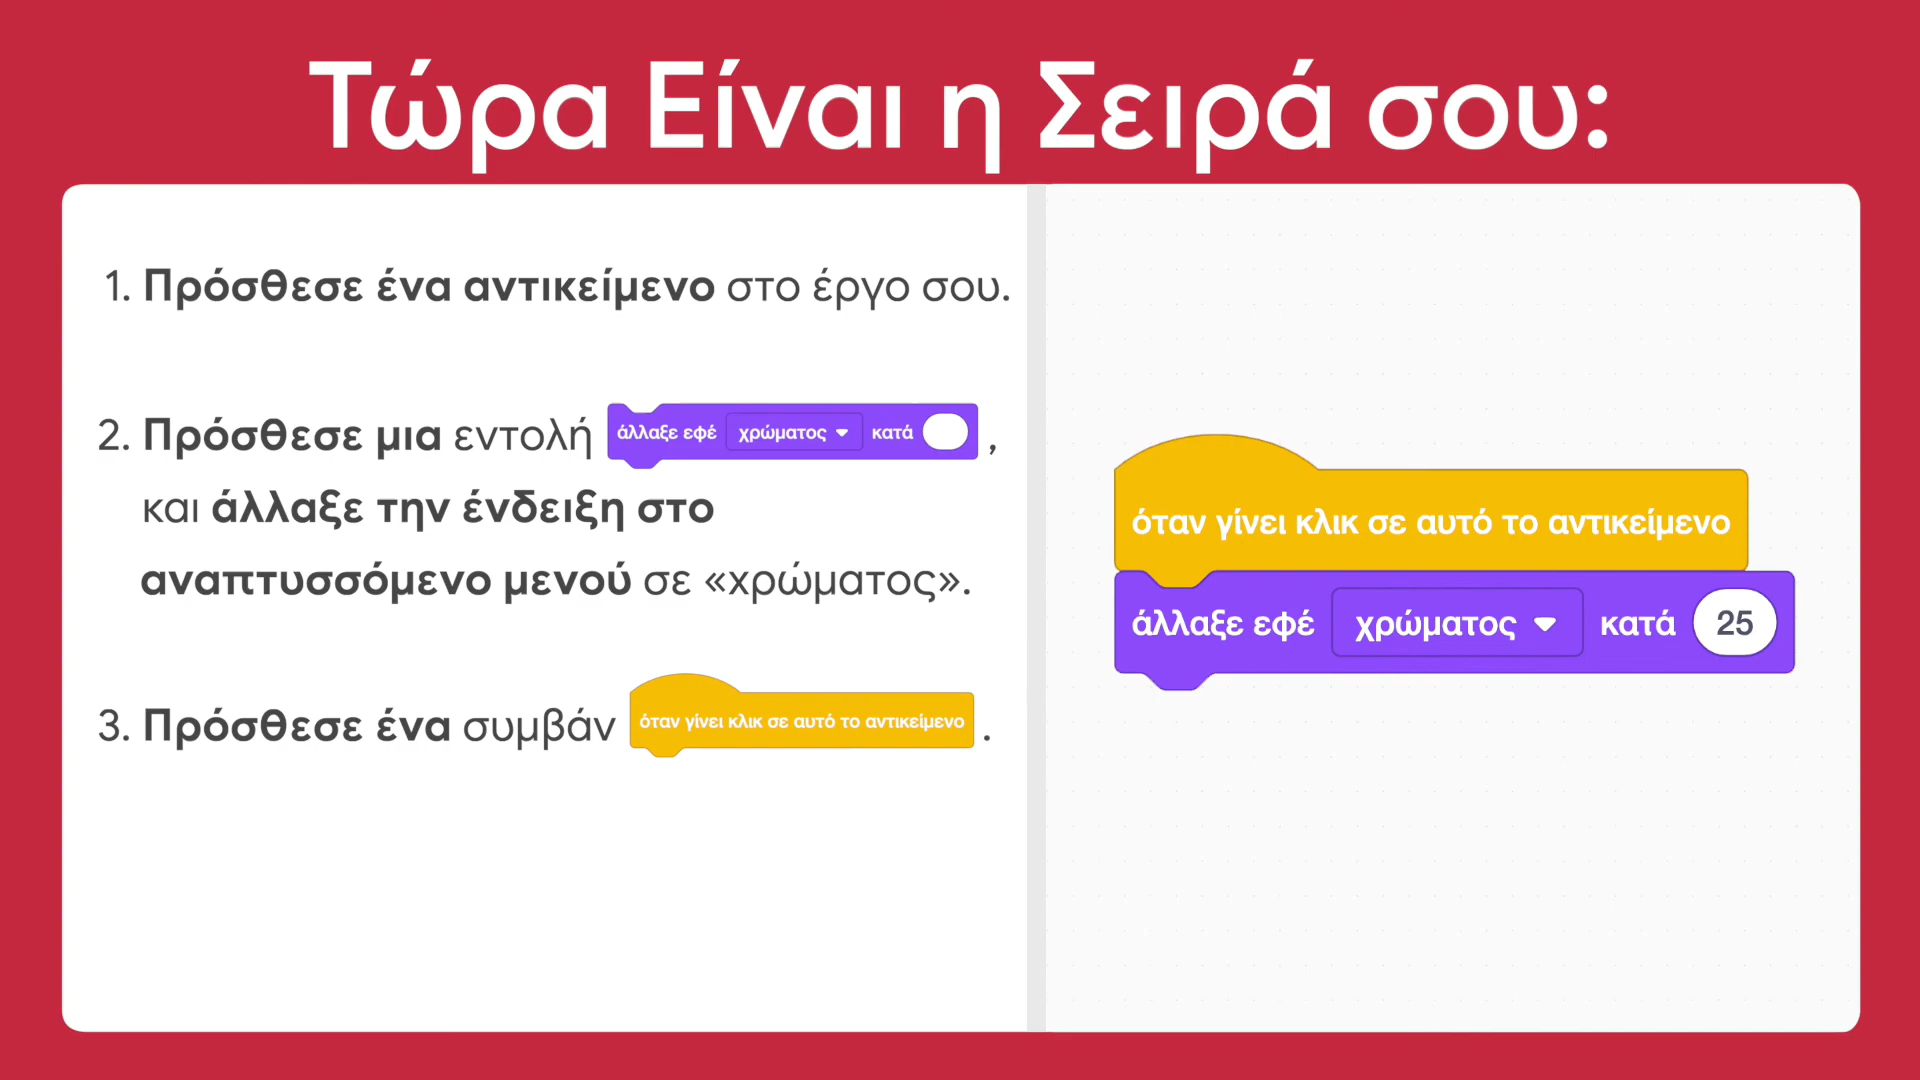 Τώρα Είναι η Σειρά σου:
1. Πρόσθεσε ένα αντικείμενο στο έργο σου.
2. Πρόσθεσε μια εντολή άλλαξε εφέ χρώματος κατά ,
και άλλαξε την ένδειξη στο
αναπτυσσόμενο μενού σε «χρώματος».
3. Πρόσθεσε ένα συμβάν όταν γίνει κλικ σε αυτό το αντικείμενο .
όταν γίνει κλικ σε αυτό το αντικείμενο
άλλαξε εφέ χρώματος κατά 25